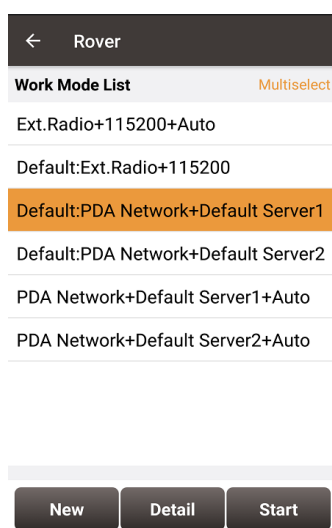 ← Rover
Work Mode List Multiselect
Ext.Radio+115200+Auto
Default:Ext.Radio+115200
Default:PDA Network+Default Server1
Default:PDA Network+Default Server2
PDA Network+Default Server1+Auto
PDA Network+Default Server2+Auto
New Detail Start